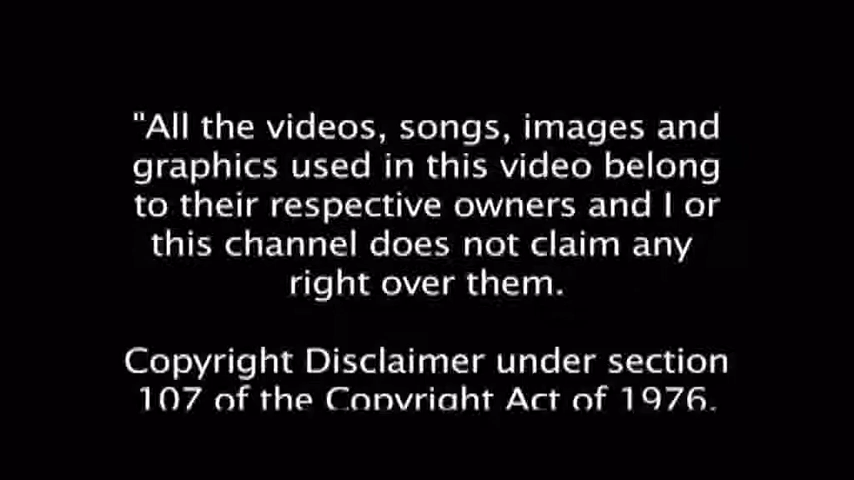 "All the videos, songs, images and
graphics used in this video belong
to their respective owners and I or
this channel does not claim any
right over them.
Copyright Disclaimer under section
107 of the Copyright Act of 1976,